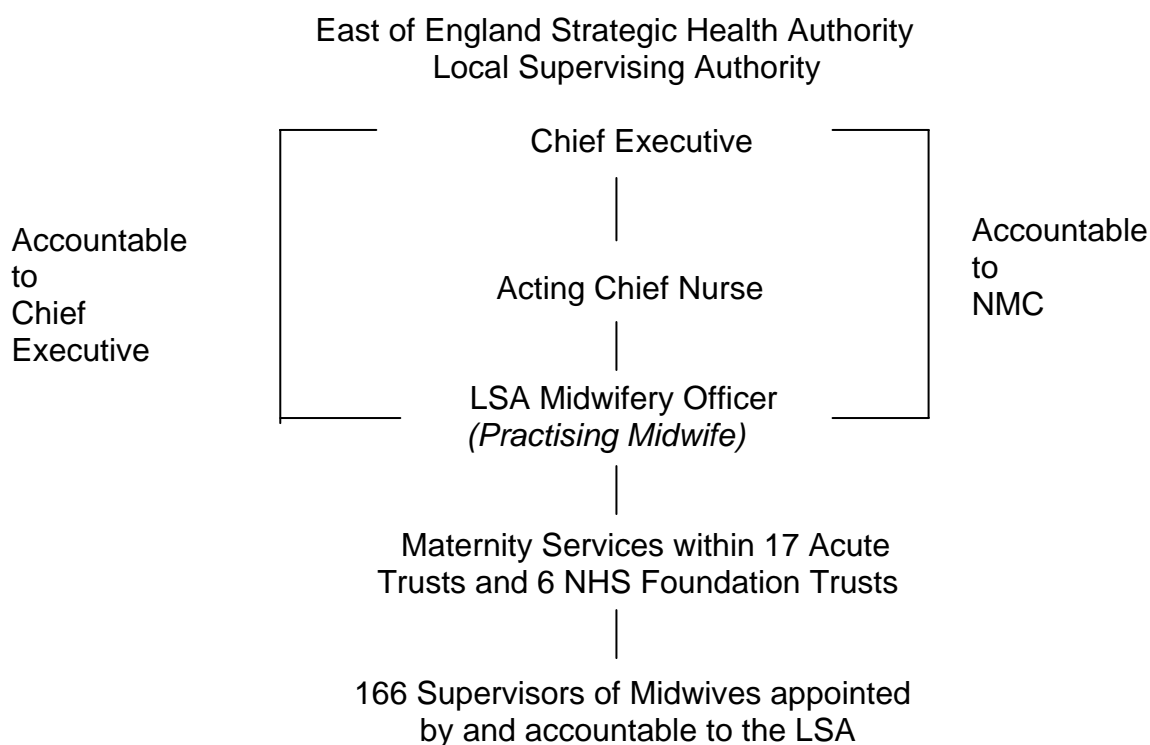 East of England Strategic Health Authority
Local Supervising Authority
Chief Executive
Accountable
to
Chief
Executive
Accountable
to
NMC
Acting Chief Nurse
LSA Midwifery Officer
(Practising Midwife)
Maternity Services within 17 Acute
Trusts and 6 NHS Foundation Trusts
166 Supervisors of Midwives appointed
by and accountable to the LSA